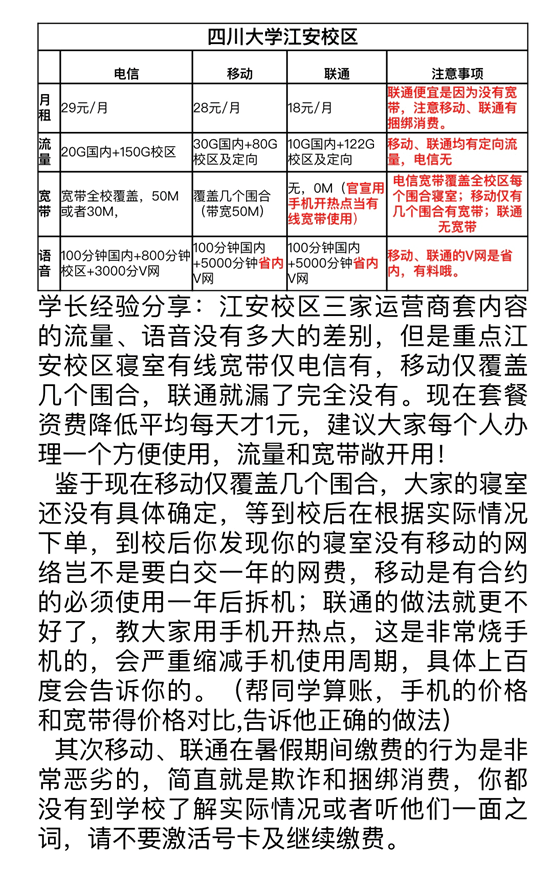 四川大学江安校区
电信 移动 联通 注意事项
月租 29元/月 28元/月 18元/月 联通便宜是因为没有宽带，注意移动、联通有捆绑消费。
流量 20G国内+150G校区 30G国内+80G校区及定向 10G国内+122G校区及定向 移动、联通均有定向流量，电信无
宽带 宽带全校覆盖，50M或者30M， 覆盖几个围合（带宽50M） 无，0M（官宣用手机开热点当有线宽带使用） 电信宽带覆盖全校区每个围合寝室；移动仅有几个围合有宽带；联通无宽带
语音 100分钟国内+800分钟校区+3000分V网 100分钟国内+5000分钟省内V网 100分钟国内+5000分钟省内V网 移动、联通的V网是省内，有料哦。
学长经验分享：江安校区三家运营商套内容
的流量、语音没有多大的差别，但是重点江
安校区寝室有线宽带仅电信有，移动仅覆盖
几个围合，联通就漏了完全没有。现在套餐
资费降低平均每天才1元，建议大家每个人办
理一个方便使用，流量和宽带敞开用！
鉴于现在移动仅覆盖几个围合，大家的寝室
还没有具体确定，等到校后在根据实际情况
下单，到校后你发现你的寝室没有移动的网
络岂不是要白交一年的网费，移动是有合约
的必须使用一年后拆机；联通的做法就更不
好了，教大家用手机开热点，这是非常烧手
机的，会严重缩减手机使用周期，具体上百
度会告诉你的。（帮同学算账，手机的价格
和宽带得价格对比,告诉他正确的做法）
其次移动、联通在暑假期间缴费的行为是非
常恶劣的，简直就是欺诈和捆绑消费，你都
没有到学校了解实际情况或者听他们一面之
词，请不要激活号卡及继续缴费。